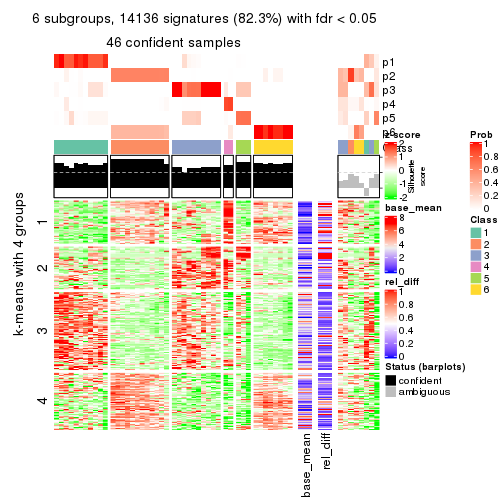 6 subgroups, 14136 signatures (82.3%) with fdr < 0.05
46 confident samples
p1
p2
p3
p4
p5
p6
Class
Silhouette
score
k-means with 4 groups
1
2
3
4
base_mean
rel_diff
z-score
2
1
0
-1
-2
base_mean
8
6
4
2
0
rel_diff
1
0.8
0.6
0.4
0.2
0
Status (barplots)
confident
ambiguous
Prob
1
0.8
0.6
0.4
0.2
0
Class
1
2
3
4
5
6